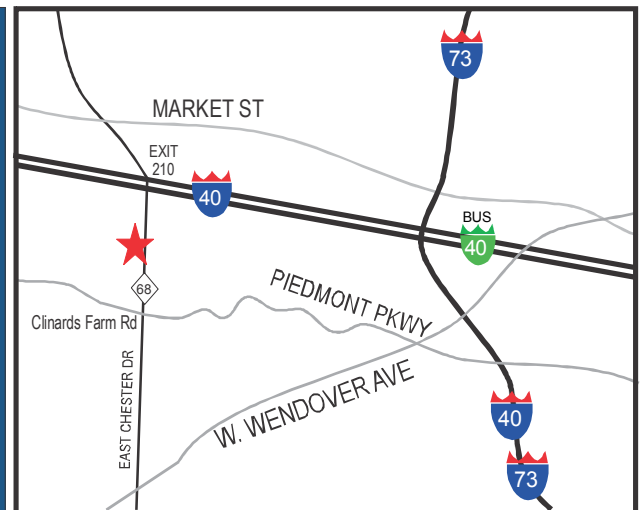 73
MARKET ST
EXIT
210
40
BUS
40
68
PIEDMONT PKWY
Clinards Farm Rd
EAST CHESTER DR
W. WENDOVER AVE
40
73